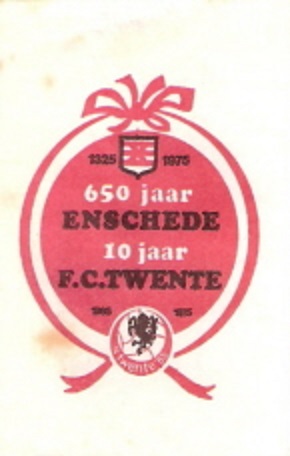 1325 1975
650 jaar
ENSCHEDE
10 jaar
F.C.TWENTE
1965 1975